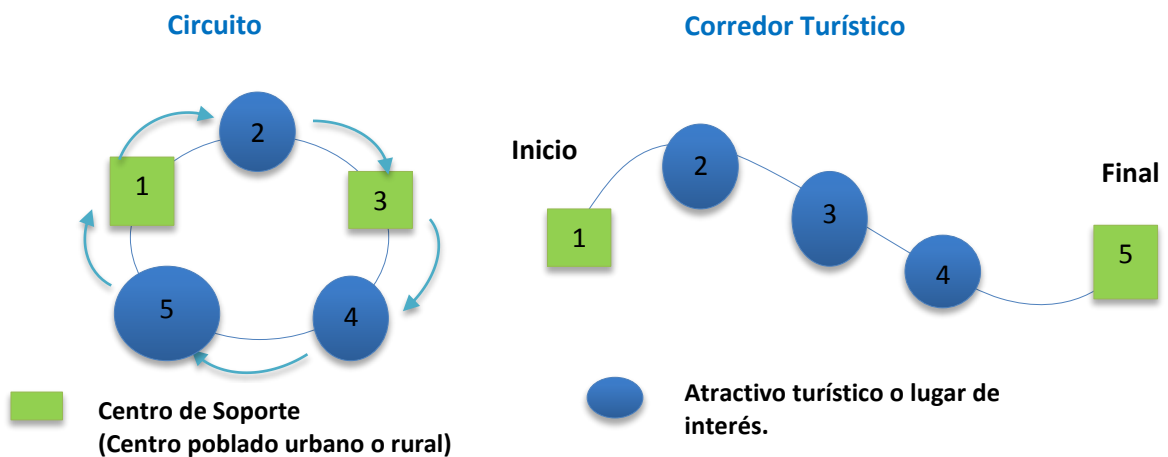 Circuito
2
1
3
5
4
Centro de Soporte
(Centro poblado urbano o rural)
Corredor Turístico
Inicio
Final
2
1
3
4
5
Atractivo turístico o lugar de
interés.